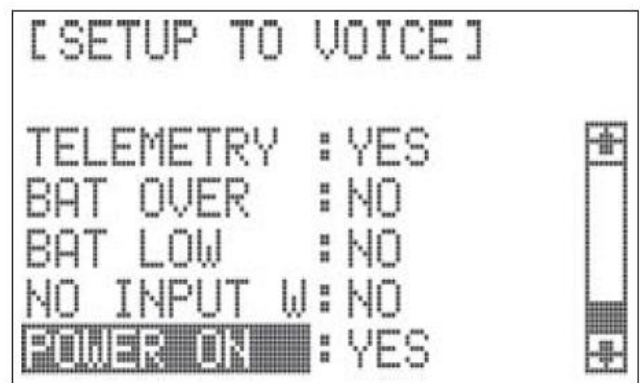 [SETUP TO VOICE]
TELEMETRY :YES
BAT OVER :NO
BAT LOW :NO
NO INPUT W:NO
POWER ON :YES